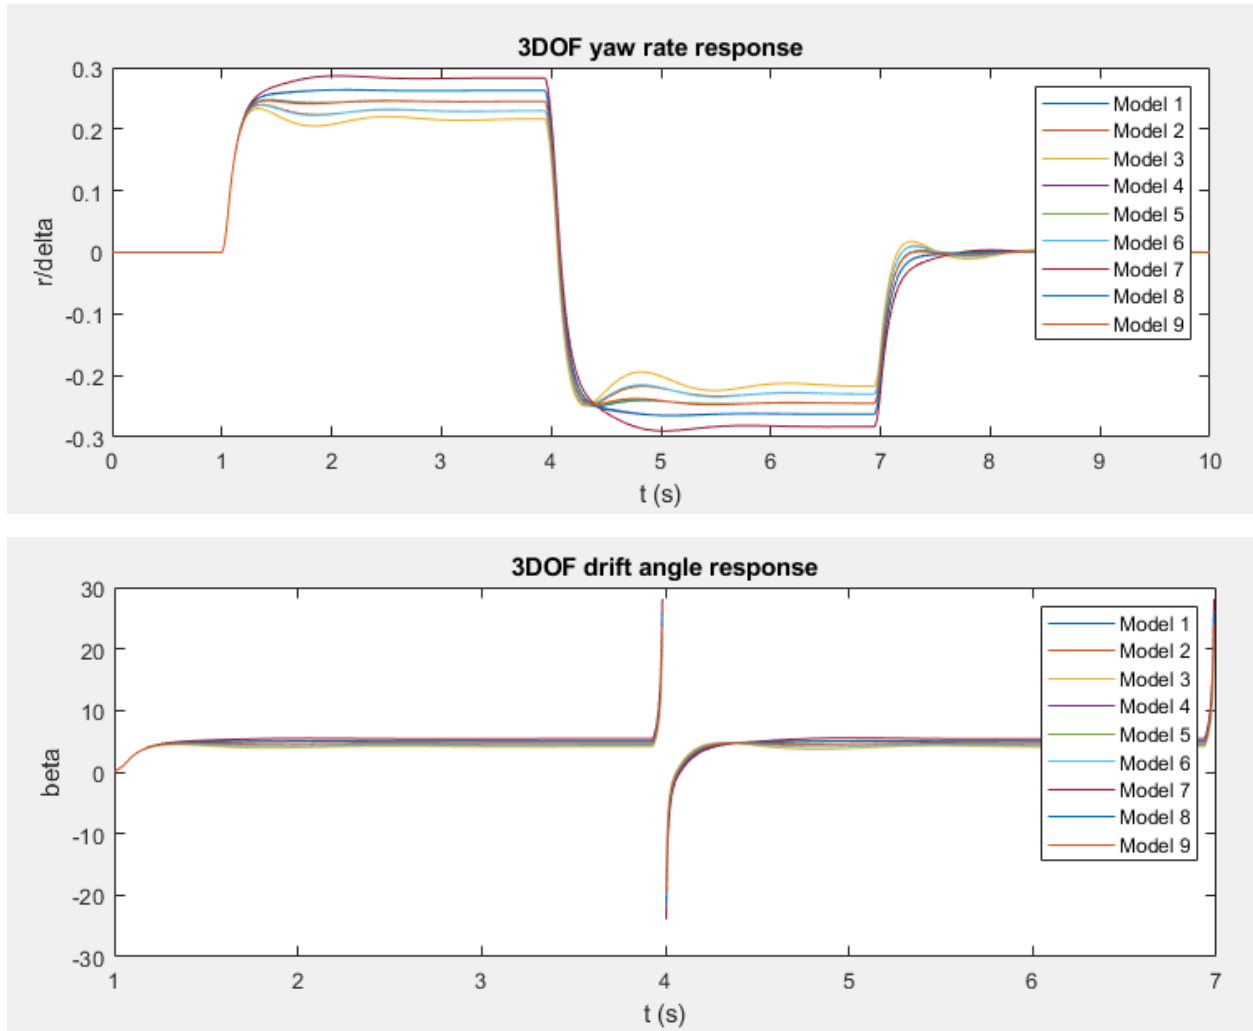 3DOF yaw rate response
0.3
0.2
0.1
0
-0.1
-0.2
-0.3
r/delta
0 1 2 3 4 5 6 7 8 9 10
t (s)
Model 1
Model 2
Model 3
Model 4
Model 5
Model 6
Model 7
Model 8
Model 9
3DOF drift angle response
30
20
10
0
-10
-20
-30
beta
1 2 3 4 5 6 7
t (s)
Model 1
Model 2
Model 3
Model 4
Model 5
Model 6
Model 7
Model 8
Model 9